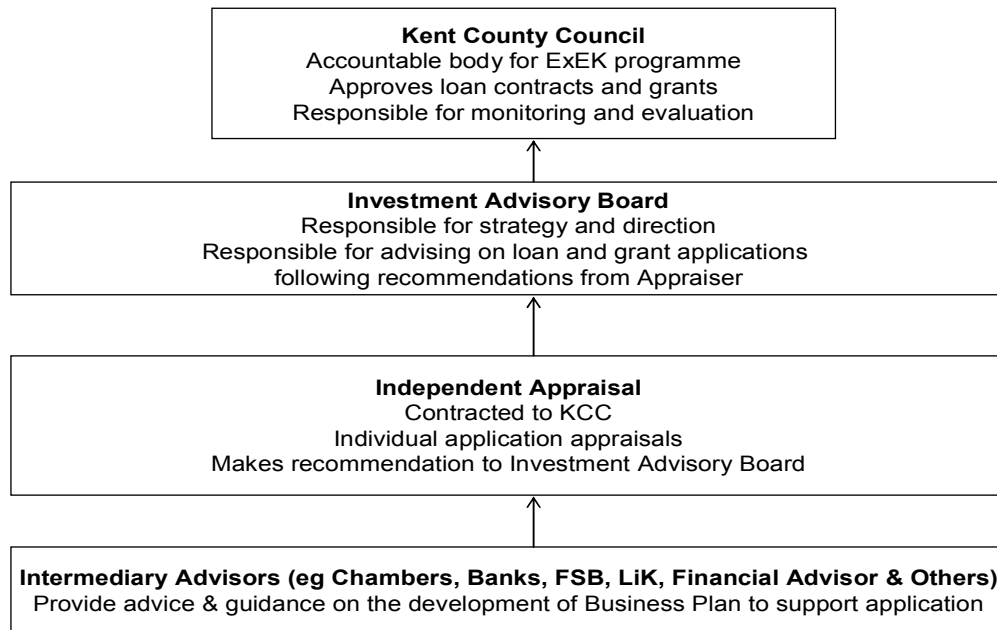 Kent County Council
Accountable body for ExEK programme
Approves loan contracts and grants
Responsible for monitoring and evaluation
Investment Advisory Board
Responsible for strategy and direction
Responsible for advising on loan and grant applications
following recommendations from Appraiser
Independent Appraisal
Contracted to KCC
Individual application appraisals
Makes recommendation to Investment Advisory Board
Intermediary Advisors (eg Chambers, Banks, FSB, LiK, Financial Advisor & Others)
Provide advice & guidance on the development of Business Plan to support application